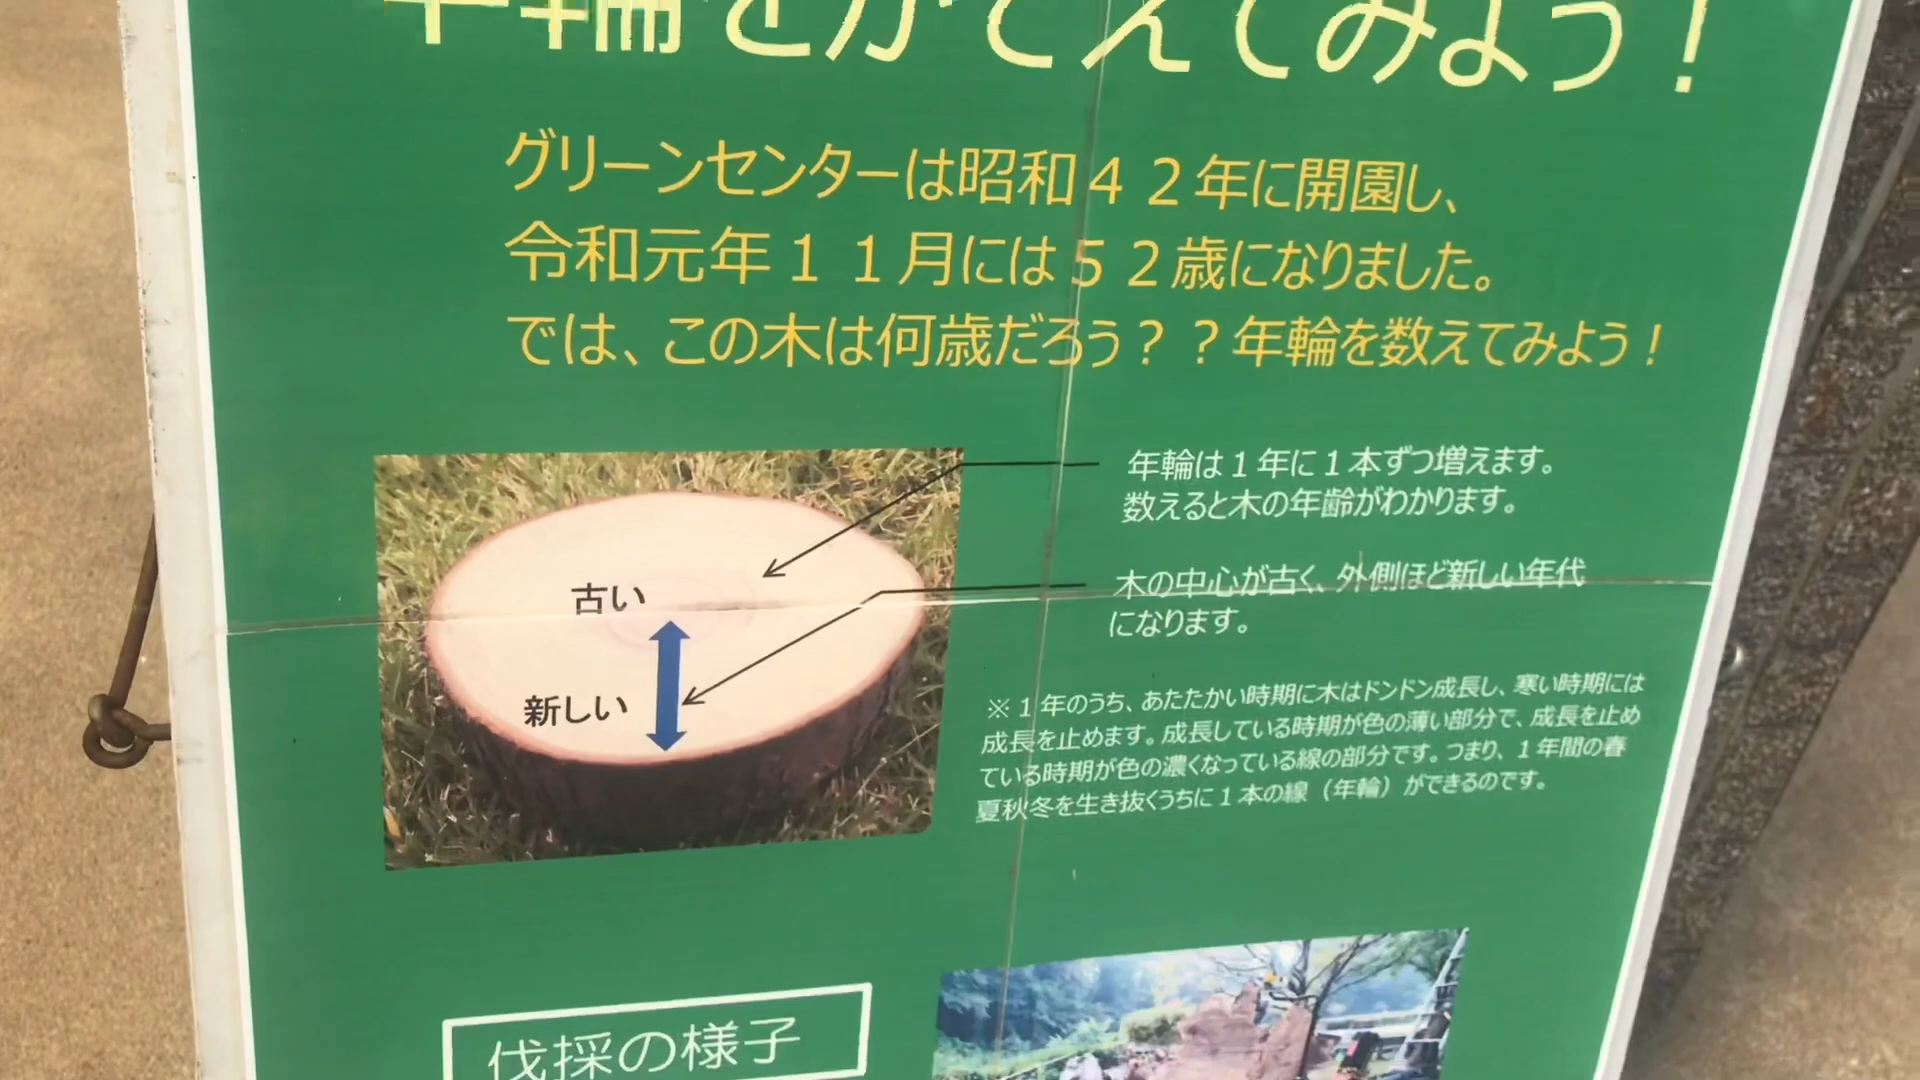 年輪をかぞえてみよう!
グリーンセンターは昭和42年に開園し、
令和元年11月には52歳になりました。
では、この木は何歳だろう??年輪を数えてみよう!
年輪は1年に1本ずつ増えます。
数えると木の年齢がわかります。
古い
木の中心が古く、外側ほど新しい年代
になります。
新しい
※1年のうち、あたたかい時期に木はドンドン成長し、寒い時期には
成長を止めます。成長している時期が色の薄い部分で、成長を止め
ている時期が色の濃くなっている線の部分です。つまり、1年間の春
夏秋冬を生き抜くうちに1本の線(年輪)ができるのです。
伐採の様子